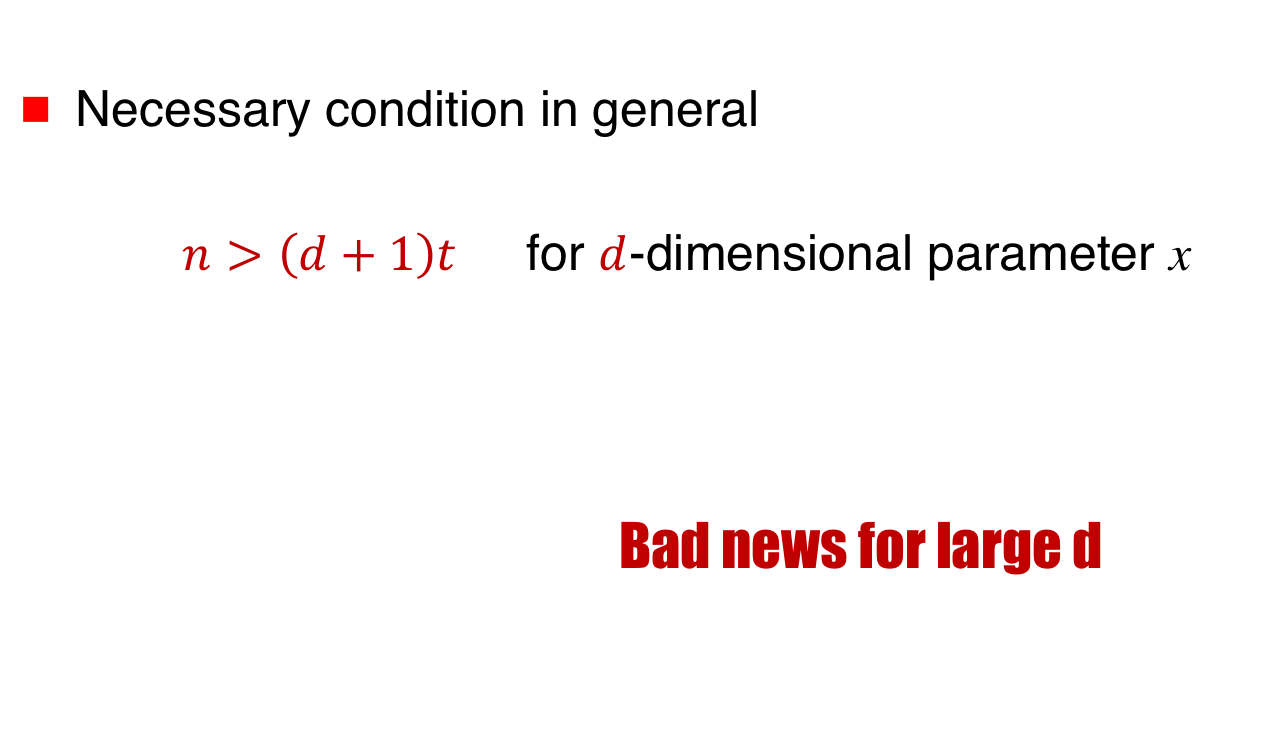 Necessary condition in general
n > (d + 1)t for d-dimensional parameter x
Bad news for large d